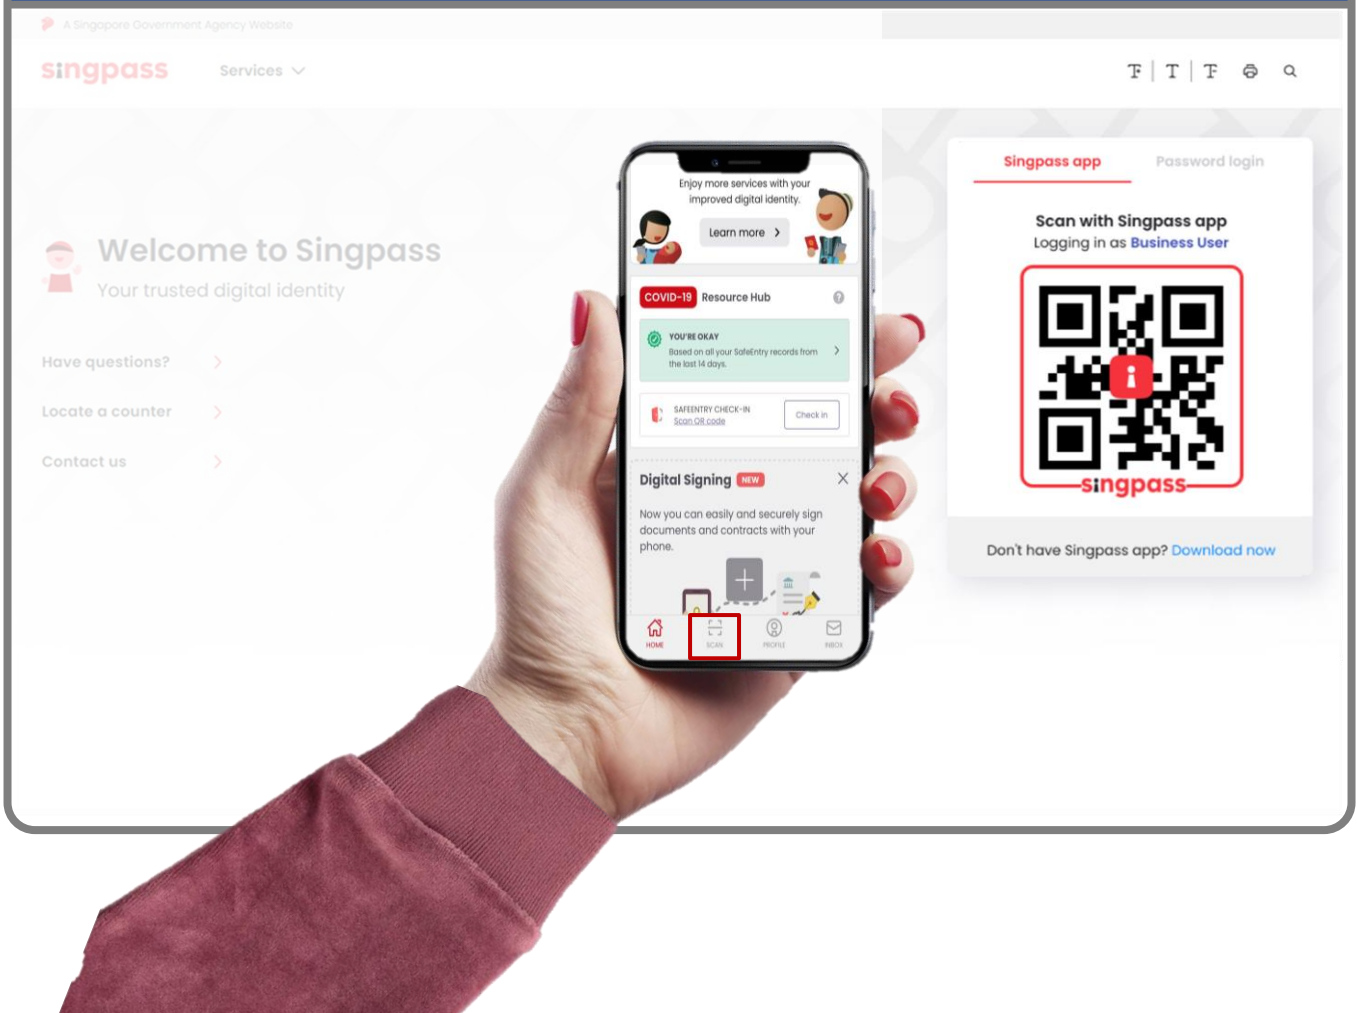 A Singapore Government Agency Website
singpass
Services
T+ | T | T-
Welcome to Singpass
Your trusted digital identity
Have questions?
Locate a counter
Contact us
Enjoy more services with your
improved digital identity.
Learn more
COVID-19 Resource Hub
YOU'RE OKAY
Based on all your SafeEntry records from
the last 14 days.
SAFEENTRY CHECK-IN
Scan QR code
Check in
Digital Signing NEW
Now you can easily and securely sign
documents and contracts with your
phone.
HOME SCAN PROFILE INBOX
Singpass app Password login
Scan with Singpass app
Logging in as Business User
singpass
Don't have Singpass app? Download now